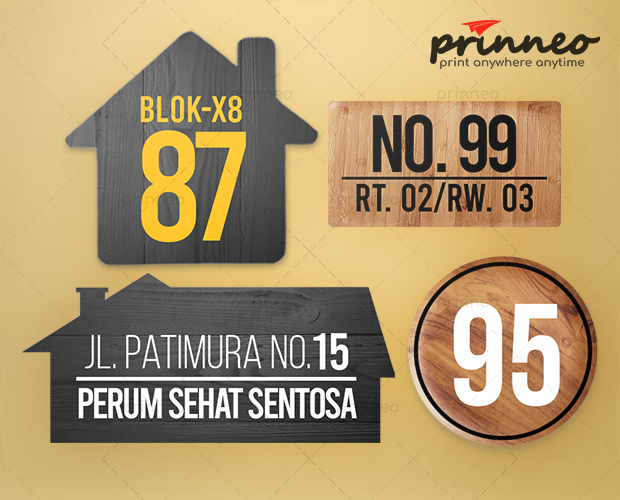 prinneo
print anywhere anytime
BLOK-X8
87
NO. 99
RT. 02/RW. 03
JL. PATIMURA NO.15
PERUM SEHAT SENTOSA
95